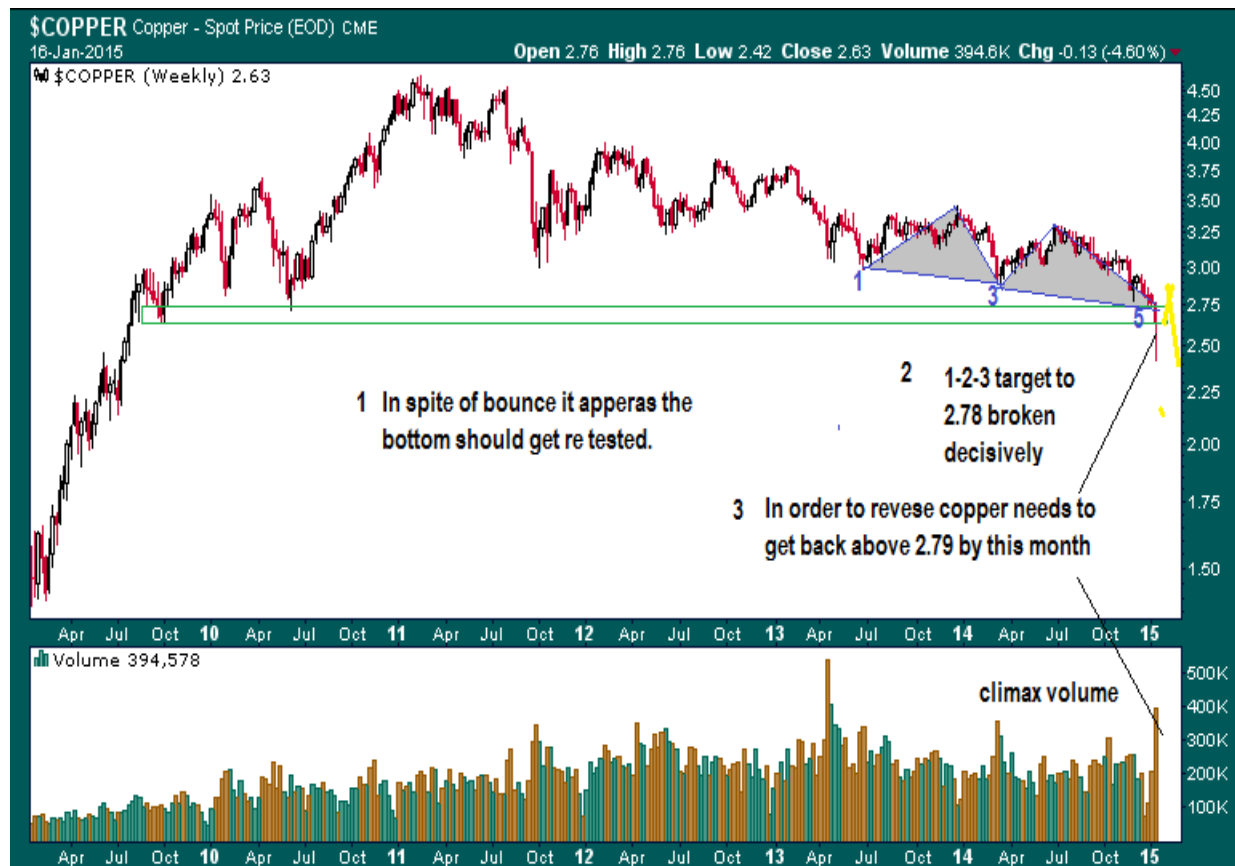 $COPPER Copper - Spot Price (EOD) CME
16-Jan-2015 Open 2.76 High 2.76 Low 2.42 Close 2.63 Volume 394.6K Chg -0.13 (-4.60%)
$COPPER (Weekly) 2.63
4.50
4.25
4.00
3.75
3.50
3.25
3.00
2.75
2.50
2.25
2.00
1.75
1.50
1
3
5
1 In spite of bounce it apperas the
bottom should get re tested.
2 1-2-3 target to
2.78 broken
decisively
3 In order to revese copper needs to
get back above 2.79 by this month
Apr Jul Oct 10 Apr Jul Oct 11 Apr Jul Oct 12 Apr Jul Oct 13 Apr Jul Oct 14 Apr Jul Oct 15
Volume 394,578
climax volume
500K
400K
300K
200K
100K
Apr Jul Oct 10 Apr Jul Oct 11 Apr Jul Oct 12 Apr Jul Oct 13 Apr Jul Oct 14 Apr Jul Oct 15